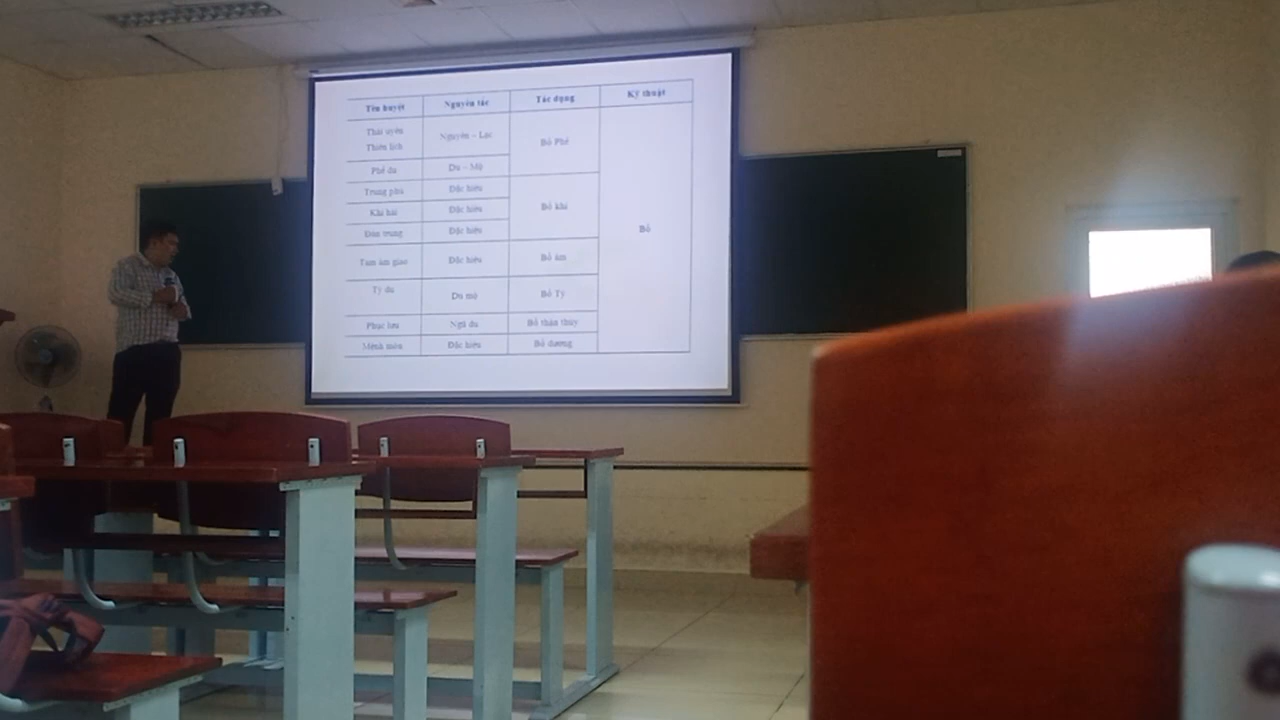 Tên huyệt Nguyên tắc Tác dụng Kỹ thuật
Thái uyên
Thiên lịch
Nguyên – Lạc Bổ Phế
Phế du Du – Mộ
Trung phủ Đặc hiệu
Khí hải Đặc hiệu Bổ khí
Đản trung Đặc hiệu Bổ
Tam âm giao Đặc hiệu Bổ âm
Tỳ du Du mộ Bổ Tỳ
Phục lưu Ngũ du Bổ thận thủy
Mệnh môn Đặc hiệu Bổ dương